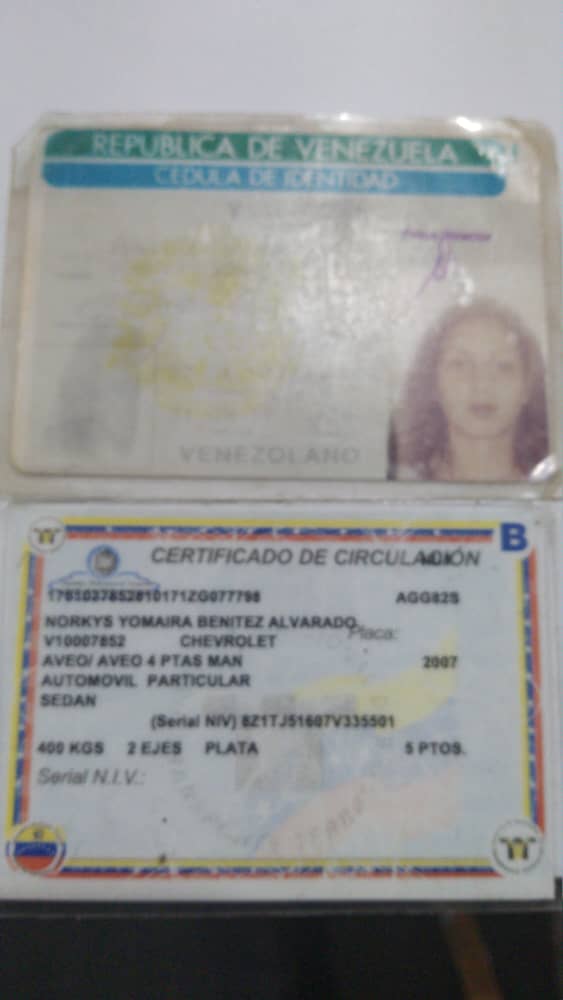 REPUBLICA DE VENEZUELA
CEDULA DE IDENTIDAD
VENEZOLANO
B
CERTIFICADO DE CIRCULACIÓN
AGG82S
NORKYS YOMAIRA BENITEZ ALVARADO
Placa:
V10007852 CHEVROLET
AVEO/ AVEO 4 PTAS MAN 2007
AUTOMOVIL PARTICULAR
SEDAN
(Serial NIV) 8Z1TJ51607V335501
400 KGS 2 EJES PLATA 5 PTOS.
Serial N.I.V.: